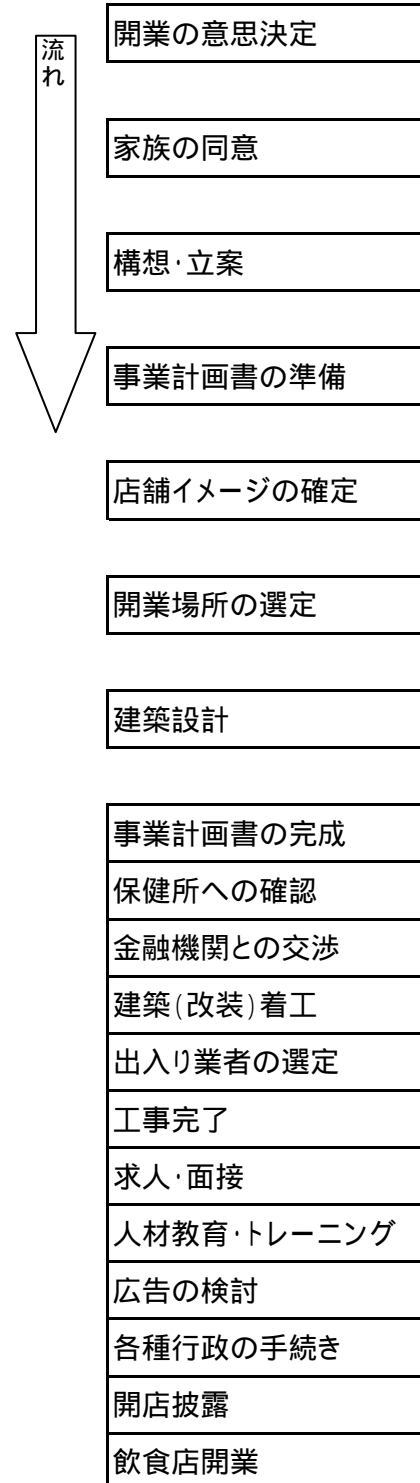 流れ
開業の意思決定
家族の同意
構想・立案
事業計画書の準備
店舗イメージの確定
開業場所の選定
建築設計
事業計画書の完成
保健所への確認
金融機関との交渉
建築(改装)着工
出入り業者の選定
工事完了
求人・面接
人材教育・トレーニング
広告の検討
各種行政の手続き
開店披露
飲食店開業